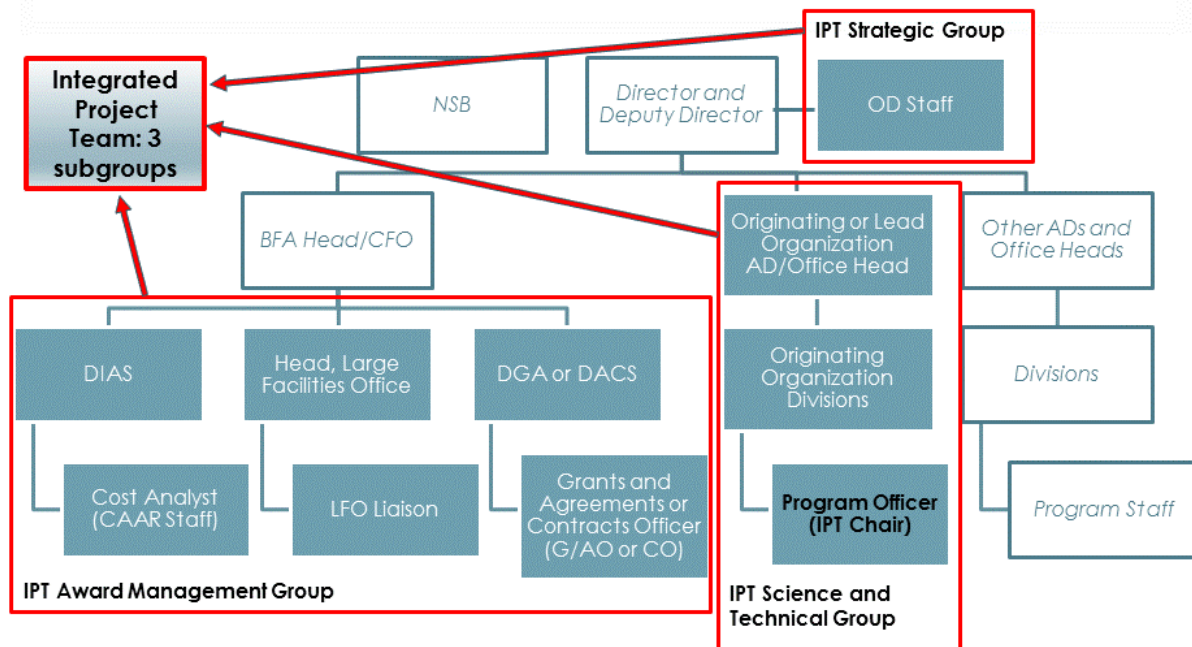 IPT Strategic Group
Integrated
Project
Team: 3
subgroups
NSB
Director and
Deputy Director
OD Staff
BFA Head/CFO
Originating or Lead
Organization
AD/Office Head
Other ADs and
Office Heads
DIAS
Head, Large
Facilities Office
DGA or DACS
Originating
Organization
Divisions
Divisions
Cost Analyst
(CAAR Staff)
LFO Liaison
Grants and
Agreements or
Contracts Officer
(G/AO or CO)
Program Officer
(IPT Chair)
Program Staff
IPT Award Management Group
IPT Science and
Technical Group